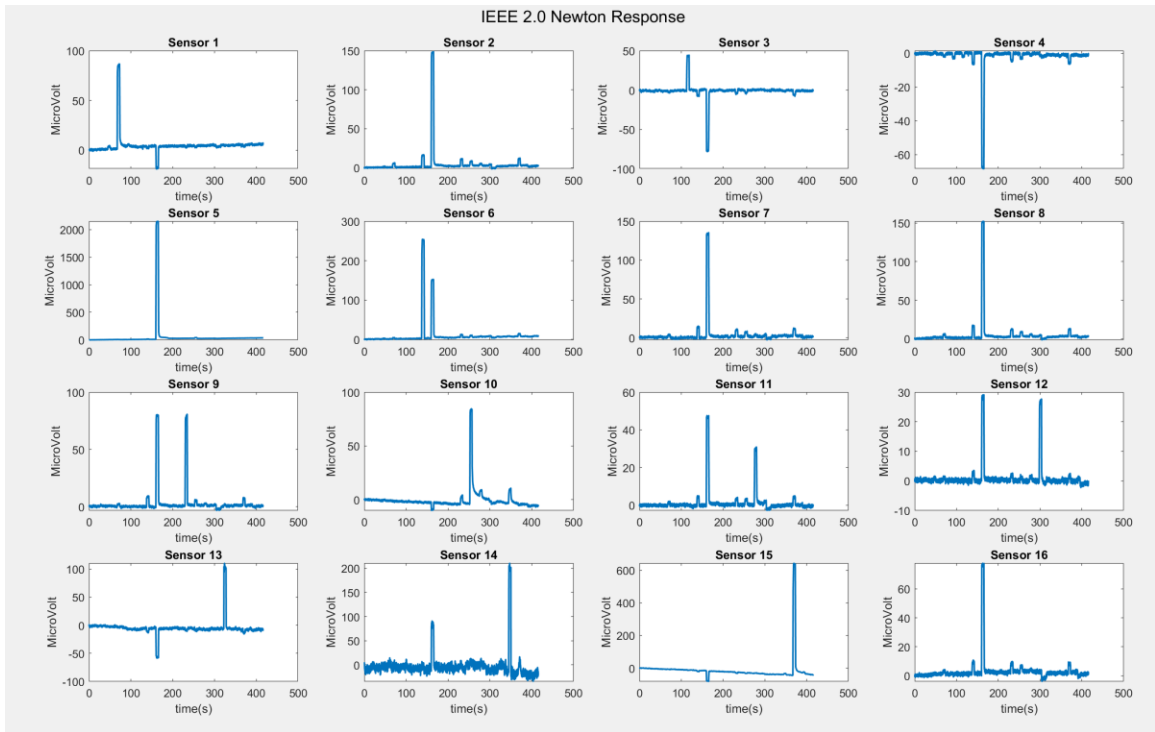 IEEE 2.0 Newton Response
Sensor 1
100
50
0
MicroVolt
0 100 200 300 400 500
time(s)
Sensor 2
150
100
50
0
MicroVolt
0 100 200 300 400 500
time(s)
Sensor 3
50
0
-50
-100
MicroVolt
0 100 200 300 400 500
time(s)
Sensor 4
0
-20
-40
-60
MicroVolt
0 100 200 300 400 500
time(s)
Sensor 5
2000
1500
1000
500
0
MicroVolt
0 100 200 300 400 500
time(s)
Sensor 6
300
200
100
0
MicroVolt
0 100 200 300 400 500
time(s)
Sensor 7
150
100
50
0
MicroVolt
0 100 200 300 400 500
time(s)
Sensor 8
150
100
50
0
MicroVolt
0 100 200 300 400 500
time(s)
Sensor 9
100
50
0
MicroVolt
0 100 200 300 400 500
time(s)
Sensor 10
100
50
0
MicroVolt
0 100 200 300 400 500
time(s)
Sensor 11
60
40
20
0
MicroVolt
0 100 200 300 400 500
time(s)
Sensor 12
30
20
10
0
-10
MicroVolt
0 100 200 300 400 500
time(s)
Sensor 13
100
50
0
-50
-100
MicroVolt
0 100 200 300 400 500
time(s)
Sensor 14
200
150
100
50
0
MicroVolt
0 100 200 300 400 500
time(s)
Sensor 15
600
400
200
0
MicroVolt
0 100 200 300 400 500
time(s)
Sensor 16
60
40
20
0
MicroVolt
0 100 200 300 400 500
time(s)